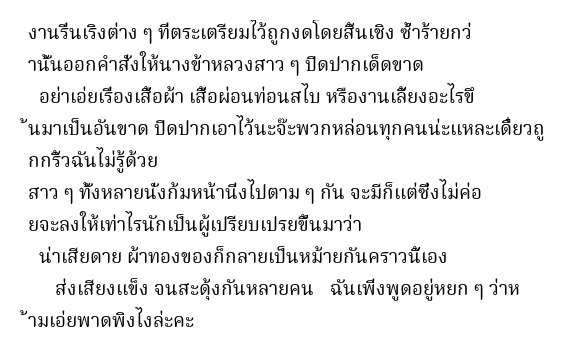 งานรื่นเริงต่าง ๆ ที่ตระเตรียมไว้ถูกงดโดยสิ้นเชิง ซ้ำร้ายกว่
านั้นออกคำสั่งให้นางข้าหลวงสาว ๆ ปิดปากเด็ดขาด
อย่าเอ่ยเรื่องเสื้อผ้า เสื้อผ่อนท่อนสไบ หรืองานเลี้ยงอะไรขึ
้นมาเป็นอันขาด ปิดปากเอาไว้นะจ๊ะพวกหล่อนทุกคนน่ะแหละเดี๋ยวถู
กกริ้วฉันไม่รู้ด้วย
สาว ๆ ทั้งหลายนั่งก้มหน้านิ่งไปตาม ๆ กัน จะมีก็แต่ซึ่งไม่ค่อ
ยจะลงให้เท่าไรนักเป็นผู้เปรียบเปรยขึ้นมาว่า
น่าเสียดาย ผ้าทองของก็กลายเป็นหม้ายกันคราวนี้เอง
ส่งเสียงแข็ง จนสะดุ้งกันหลายคน ฉันเพิ่งพูดอยู่หยก ๆ ว่าห
้ามเอ่ยพาดพิงไงล่ะคะ